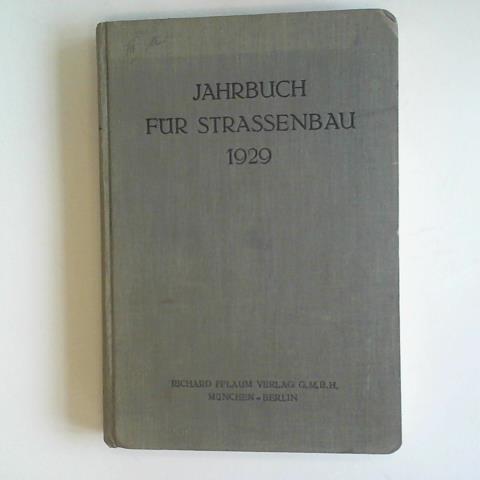 JAHRBUCH
FÜR STRASSENBAU
1929
RICHARD PFLAUM VERLAG G.M.B.H.
MÜNCHEN-BERLIN